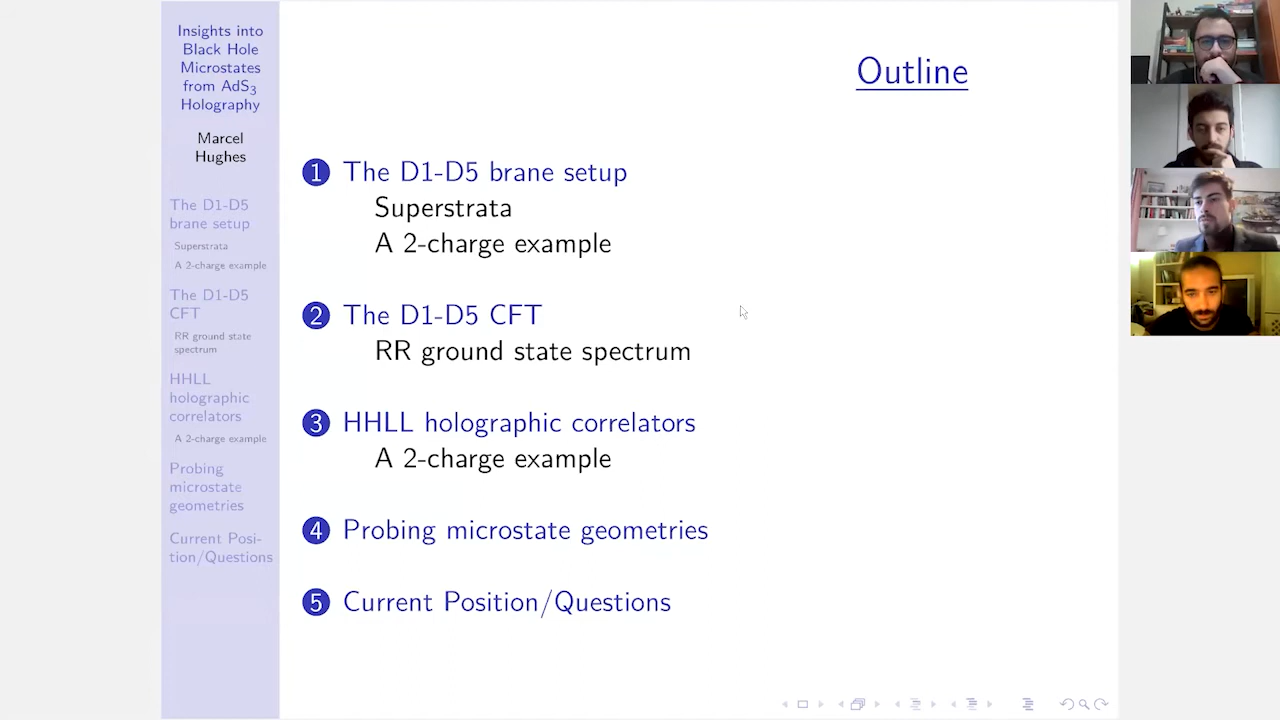 Insights into
Black Hole
Microstates
from AdS₃
Holography
Marcel
Hughes
The D1-D5
brane setup
Superstrata
A 2-charge example
The D1-D5
CFT
RR ground state
spectrum
HHLL
holographic
correlators
A 2-charge example
Probing
microstate
geometries
Current Posi-
tion/Questions
Outline
1 The D1-D5 brane setup
Superstrata
A 2-charge example
2 The D1-D5 CFT
RR ground state spectrum
3 HHLL holographic correlators
A 2-charge example
4 Probing microstate geometries
5 Current Position/Questions